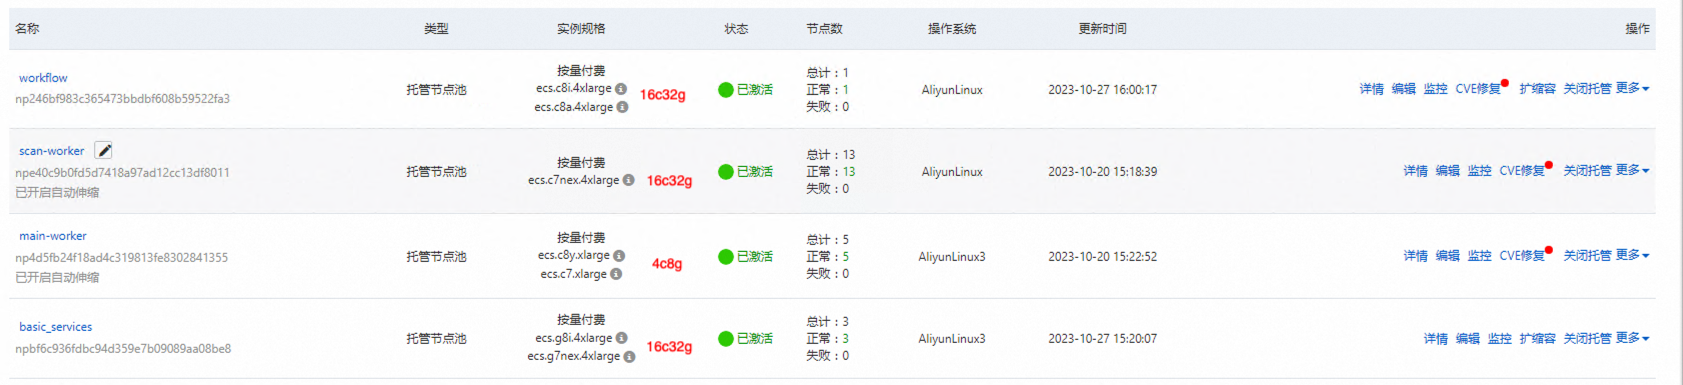 名称 类型 实例规格 状态 节点数 操作系统 更新时间 操作
workflow
np246bf983c365473bbdbf608b59522fa3
托管节点池
按量付费
ecs.c8i.4xlarge
ecs.c8a.4xlarge
16c32g
已激活
总计：1
正常：1
失败：0
AliyunLinux
2023-10-27 16:00:17
详情 编辑 监控 CVE修复 扩缩容 关闭托管 更多
scan-worker
npe40c9b0fd5d7418a97ad12cc13df8011
已开启自动伸缩
托管节点池
按量付费
ecs.c7nex.4xlarge
16c32g
已激活
总计：13
正常：13
失败：0
AliyunLinux
2023-10-20 15:18:39
详情 编辑 监控 CVE修复 关闭托管 更多
main-worker
np4d5fb24f18ad4c319813fe8302841355
已开启自动伸缩
托管节点池
按量付费
ecs.c8y.xlarge
ecs.c7.xlarge
4c8g
已激活
总计：5
正常：5
失败：0
AliyunLinux3
2023-10-20 15:22:52
详情 编辑 监控 CVE修复 关闭托管 更多
basic_services
npbf6c936fdbc94d359e7b09089aa08be8
托管节点池
按量付费
ecs.g8i.4xlarge
ecs.g7nex.4xlarge
16c32g
已激活
总计：3
正常：3
失败：0
AliyunLinux3
2023-10-27 15:20:07
详情 编辑 监控 扩缩容 关闭托管 更多